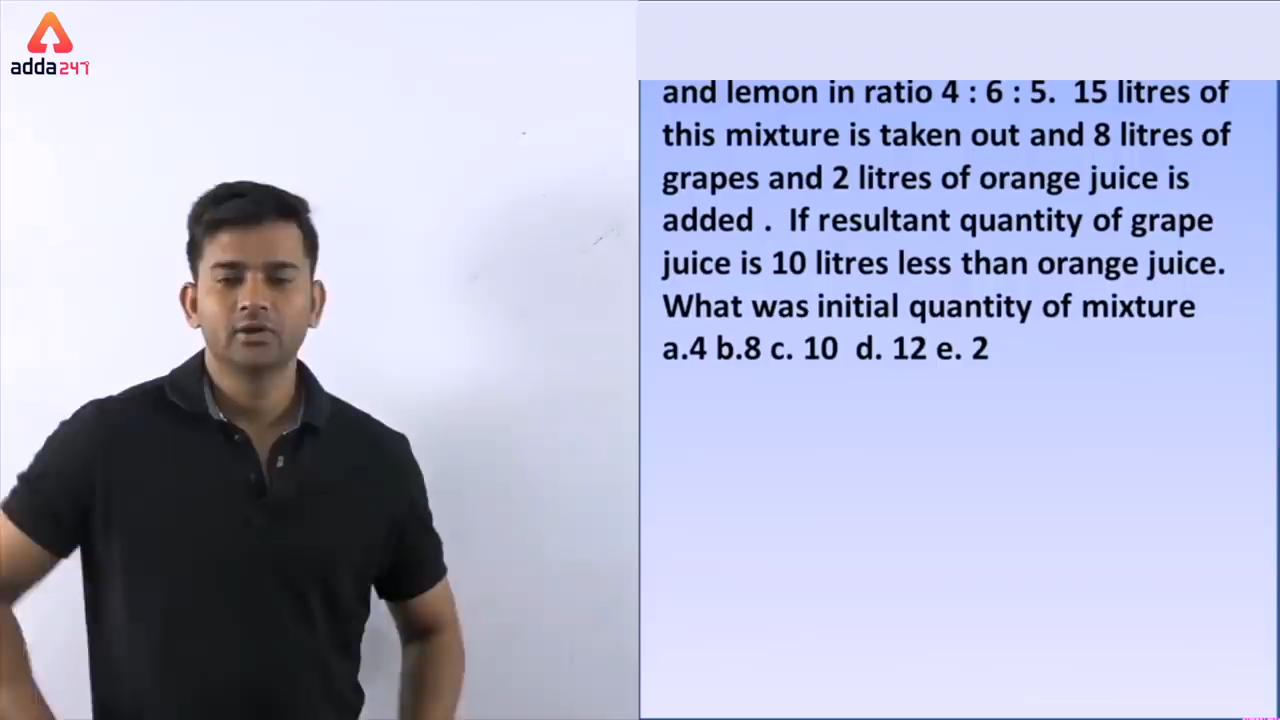 adda247
and lemon in ratio 4 : 6 : 5.  15 litres of
this mixture is taken out and 8 litres of
grapes and 2 litres of orange juice is
added .  If resultant quantity of grape
juice is 10 litres less than orange juice.
What was initial quantity of mixture
a.4 b.8 c. 10  d. 12 e. 2